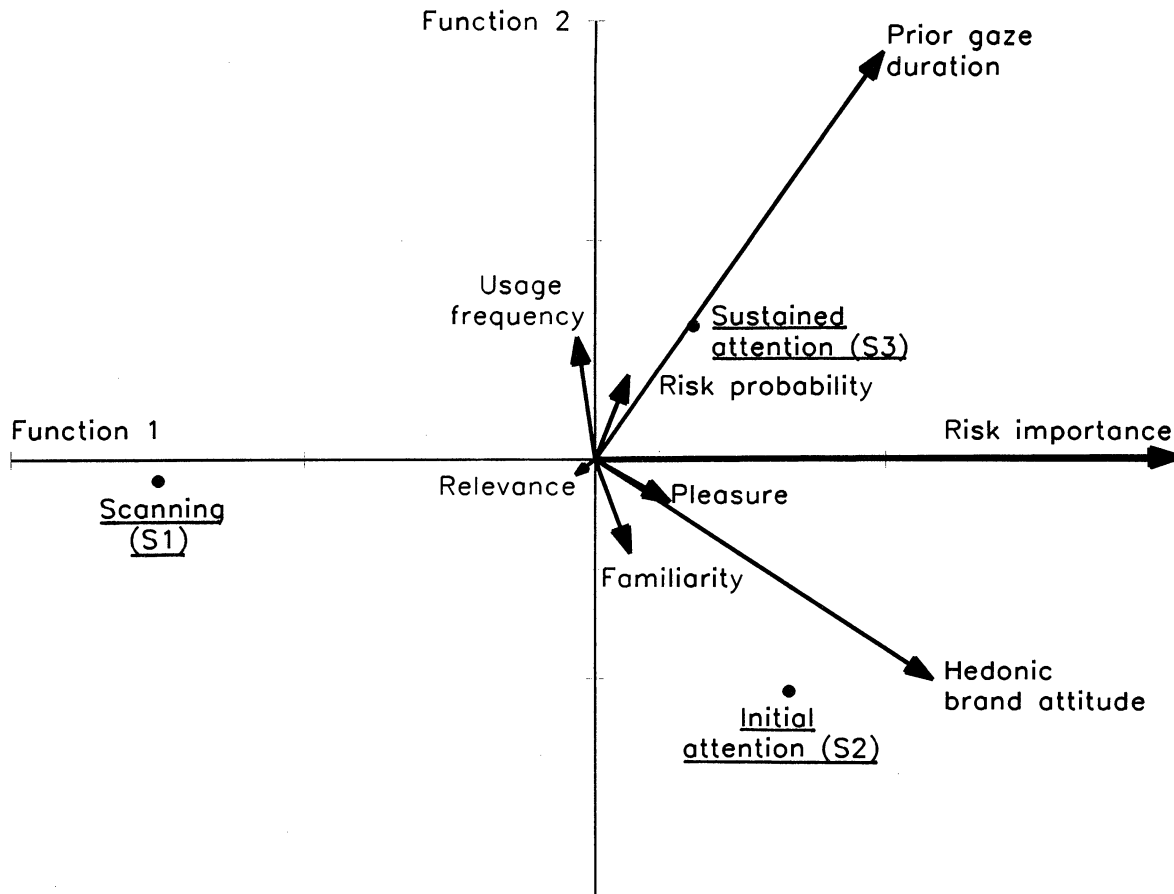 Function 2
Prior gaze
duration
Usage
frequency
Sustained
attention (S3)
Risk probability
Function 1
Risk importance
Relevance
Pleasure
Scanning
(S1)
Familiarity
Hedonic
brand attitude
Initial
attention (S2)